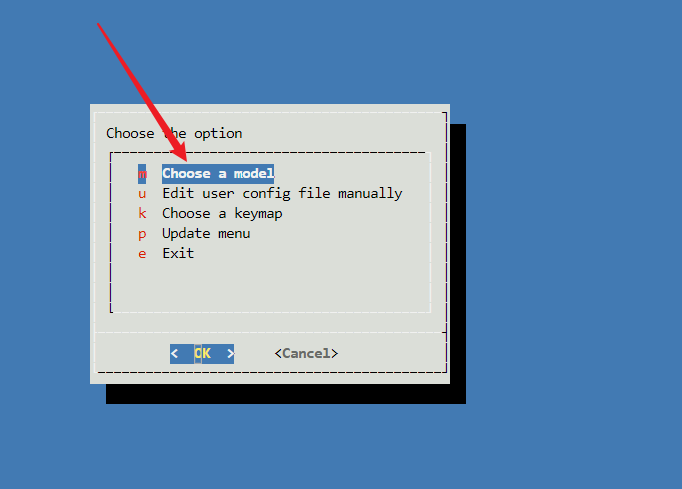 Choose the option
m Choose a model
u Edit user config file manually
k Choose a keymap
p Update menu
e Exit
< OK > <Cancel>